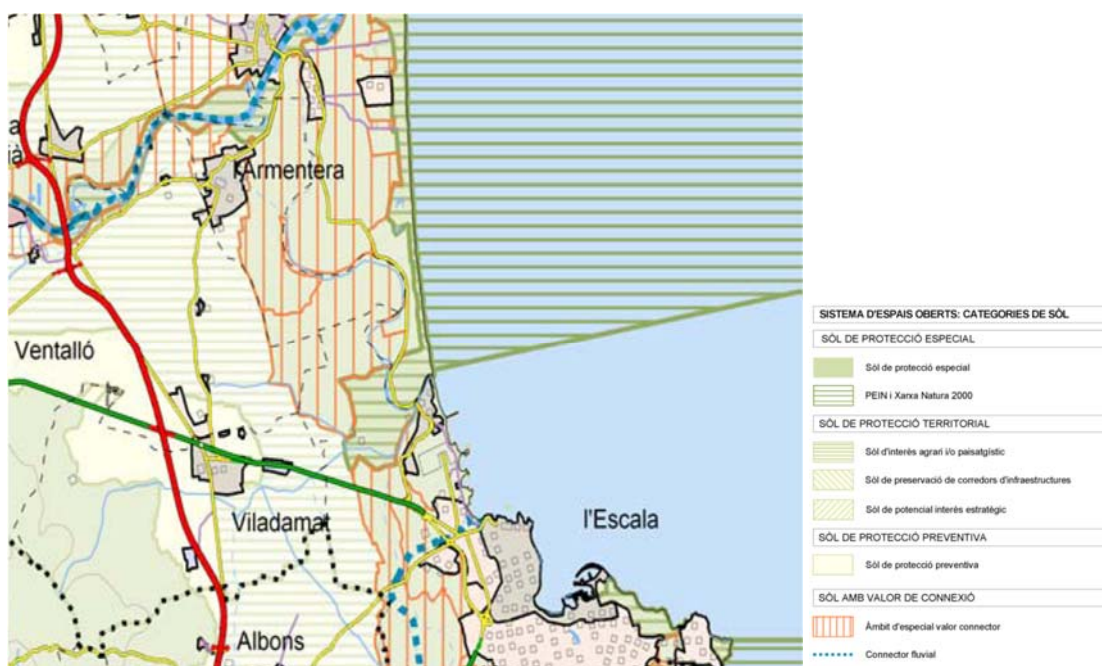 l'Armentera
Ventalló
Viladamat
l'Escala
Albons
SISTEMA D'ESPAIS OBERTS: CATEGORIES DE SÒL
SÒL DE PROTECCIÓ ESPECIAL
Sòl de protecció especial
PEIN i Xarxa Natura 2000
SÒL DE PROTECCIÓ TERRITORIAL
Sòl d'interès agrari i/o paisatgístic
Sòl de preservació de corredors d'infraestructures
Sòl de potencial interès estratègic
SÒL DE PROTECCIÓ PREVENTIVA
Sòl de protecció preventiva
SÒL AMB VALOR DE CONNEXIÓ
Àmbit d'especial valor connector
Connector fluvial